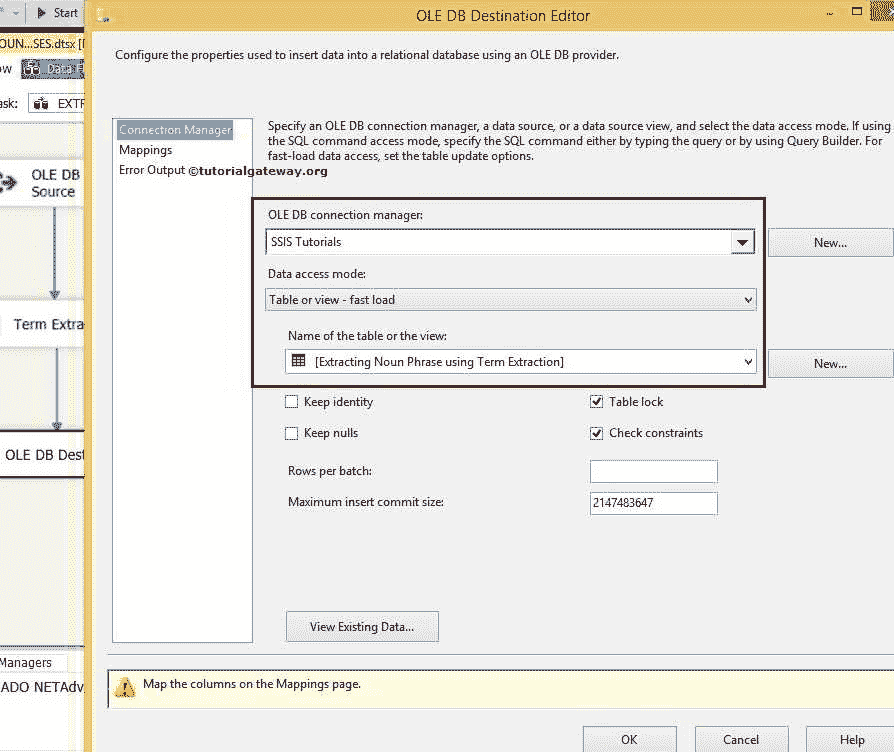 Start
OLE DB Destination Editor
OUN...SES.dtsx
Configure the properties used to insert data into a relational database using an OLE DB provider.
ow
Data F
ask:
EXTR
Connection Manager
Mappings
Error Output ©tutorialgateway.org
Specify an OLE DB connection manager, a data source, or a data source view, and select the data access mode. If using
the SQL command access mode, specify the SQL command either by typing the query or by using Query Builder. For
fast-load data access, set the table update options.
OLE DB
Source
OLE DB connection manager:
SSIS Tutorials
New...
Data access mode:
Table or view - fast load
Term Extra
Name of the table or the view:
[Extracting Noun Phrase using Term Extraction]
New...
Keep identity
Table lock
Keep nulls
Check constraints
OLE DB Dest
Rows per batch:
Maximum insert commit size:
2147483647
View Existing Data...
Managers
ADO NETAdv
Map the columns on the Mappings page.
OK
Cancel
Help